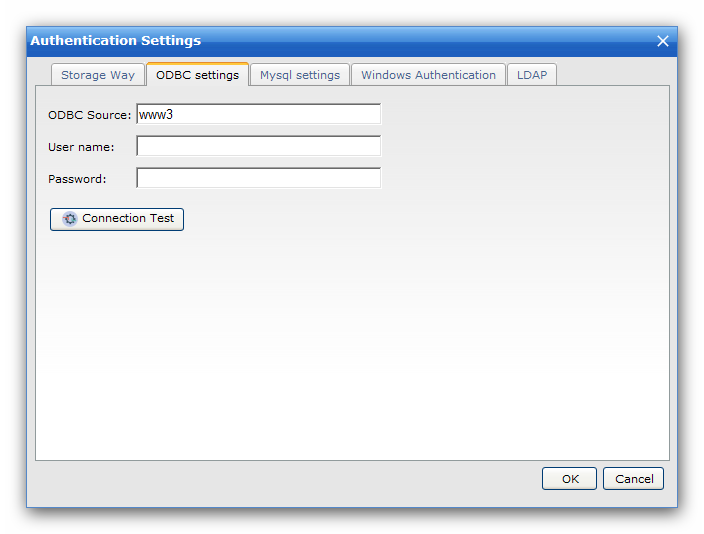 Authentication Settings
Storage Way ODBC settings Mysql settings Windows Authentication LDAP
ODBC Source: www3
User name:
Password:
Connection Test
OK Cancel